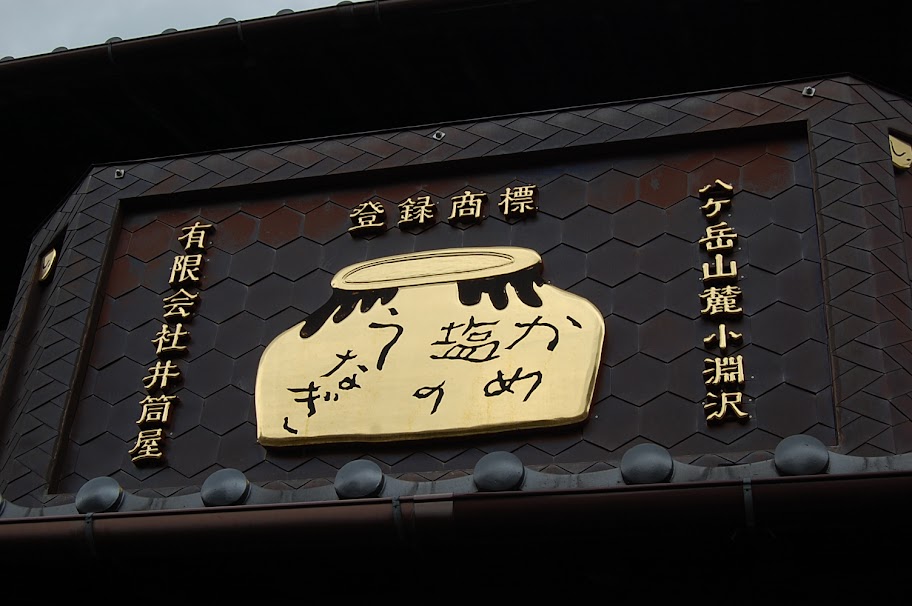 八ケ岳山麓小淵沢
登録商標
かめ
塩の
うなぎ
有限会社井筒屋